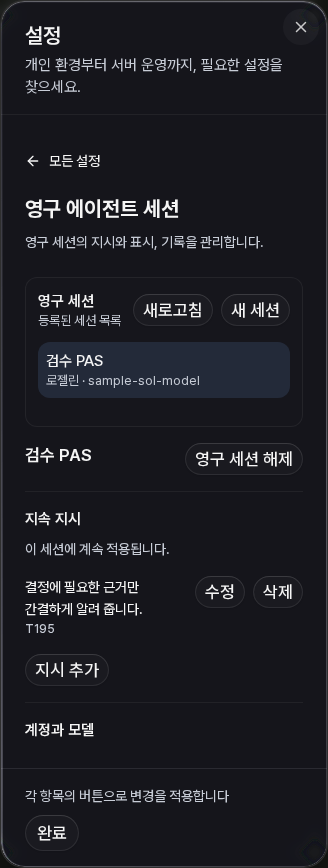 설정
개인 환경부터 서버 운영까지, 필요한 설정을
찾으세요.
모든 설정
영구 에이전트 세션
영구 세션의 지시와 표시, 기록을 관리합니다.
영구 세션
등록된 세션 목록
새로고침
새 세션
검수 PAS
로젤린 · sample-sol-model
검수 PAS
영구 세션 해제
지속 지시
이 세션에 계속 적용됩니다.
결정에 필요한 근거만
간결하게 알려 줍니다.
T195
수정
삭제
지시 추가
계정과 모델
각 항목의 버튼으로 변경을 적용합니다
완료